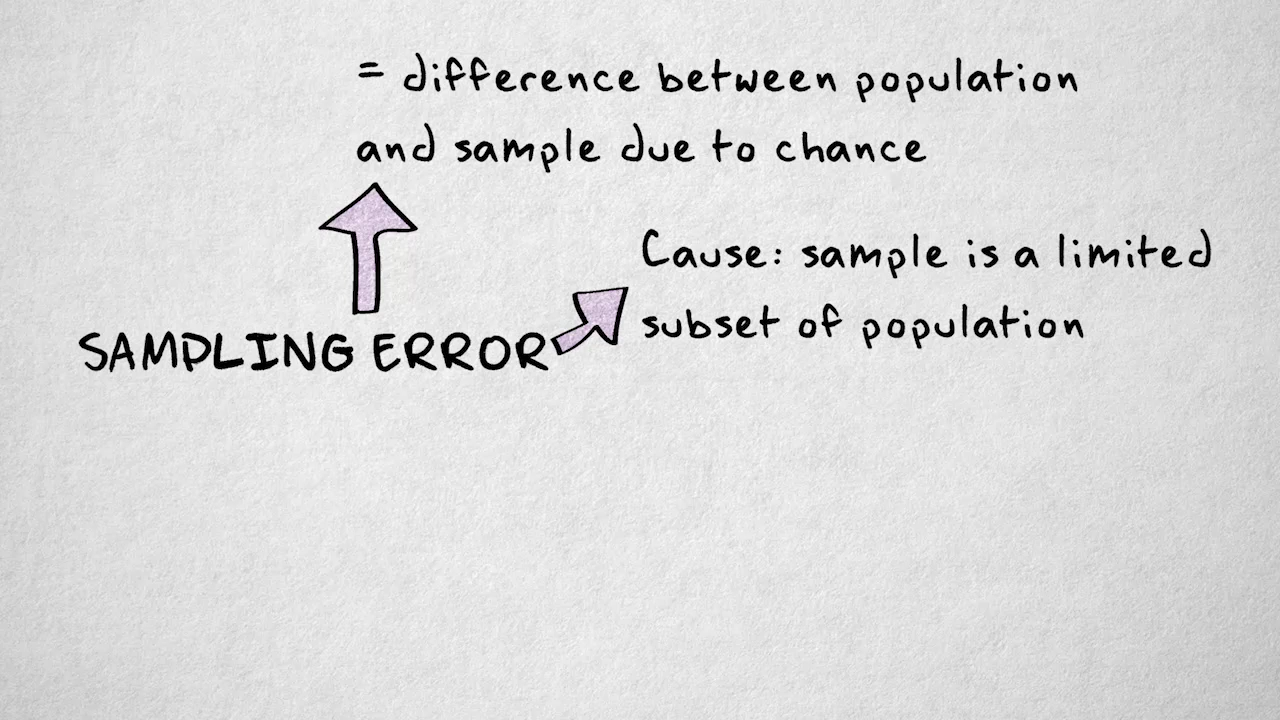 = difference between population
and sample due to chance
Cause: sample is a limited
subset of population
SAMPLING ERROR